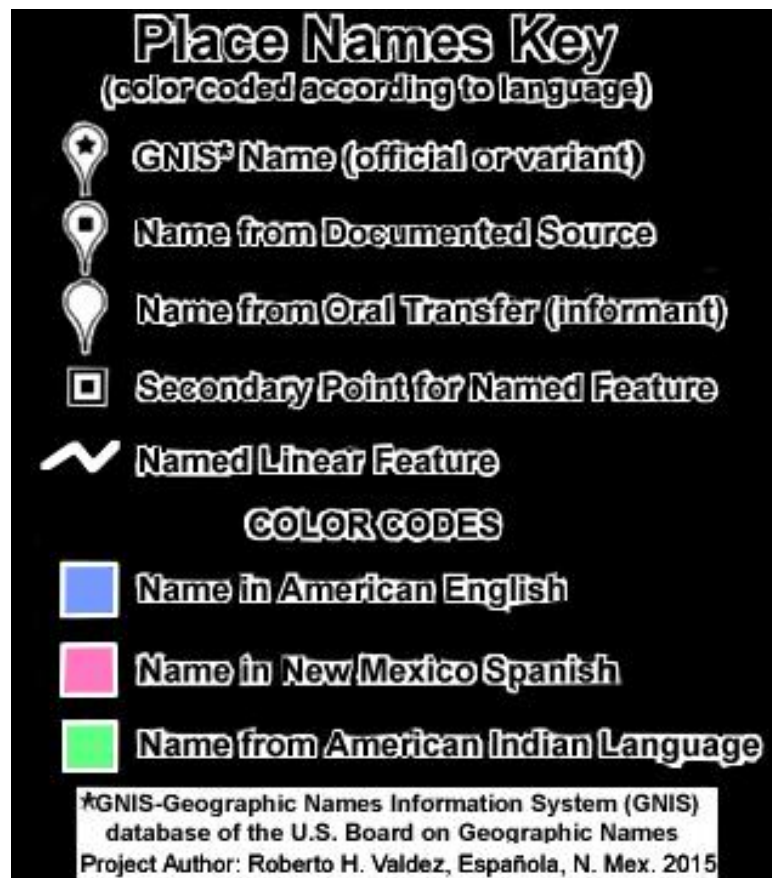 Place Names Key
(color coded according to language)
GNIS* Name (official or variant)
Name from Documented Source
Name from Oral Transfer (informant)
Secondary Point for Named Feature
Named Linear Feature
COLOR CODES
Name in American English
Name in New Mexico Spanish
Name from American Indian Language
*GNIS-Geographic Names Information System (GNIS)
database of the U.S. Board on Geographic Names
Project Author: Roberto H. Valdez, Española, N. Mex. 2015